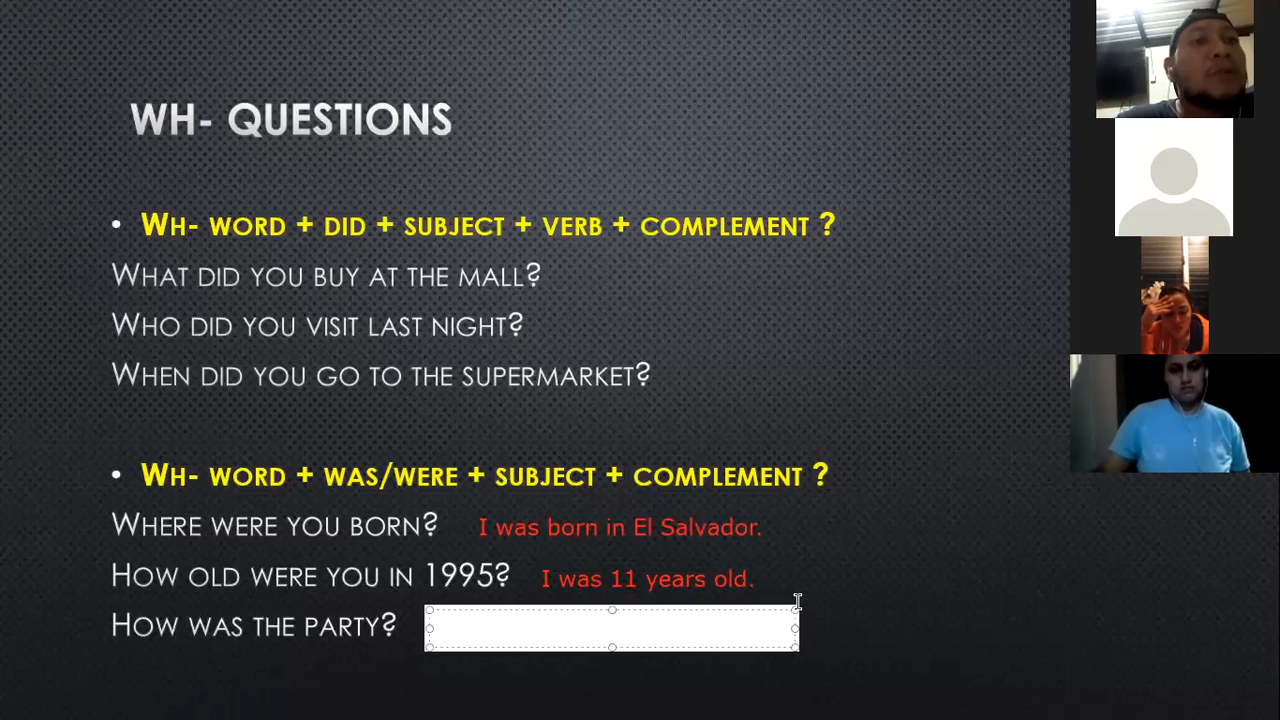 WH- QUESTIONS
• WH- WORD + DID + SUBJECT + VERB + COMPLEMENT ?
WHAT DID YOU BUY AT THE MALL?
WHO DID YOU VISIT LAST NIGHT?
WHEN DID YOU GO TO THE SUPERMARKET?
• WH- WORD + WAS/WERE + SUBJECT + COMPLEMENT ?
WHERE WERE YOU BORN? I was born in El Salvador.
HOW OLD WERE YOU IN 1995? I was 11 years old.
HOW WAS THE PARTY?